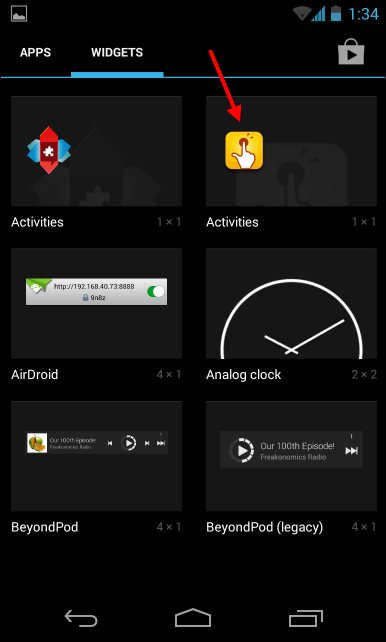 1:34
APPS WIDGETS
Activities 1 × 1
Activities 1 × 1
http://192.168.40.73:8888
9n8z
AirDroid 4 × 1
Analog clock 2 × 2
Our 100th Episode!
Freakonomics Radio
BeyondPod 4 × 1
1
Our 100th Episode!
Freakonomics Radio
BeyondPod (legacy) 4 × 1